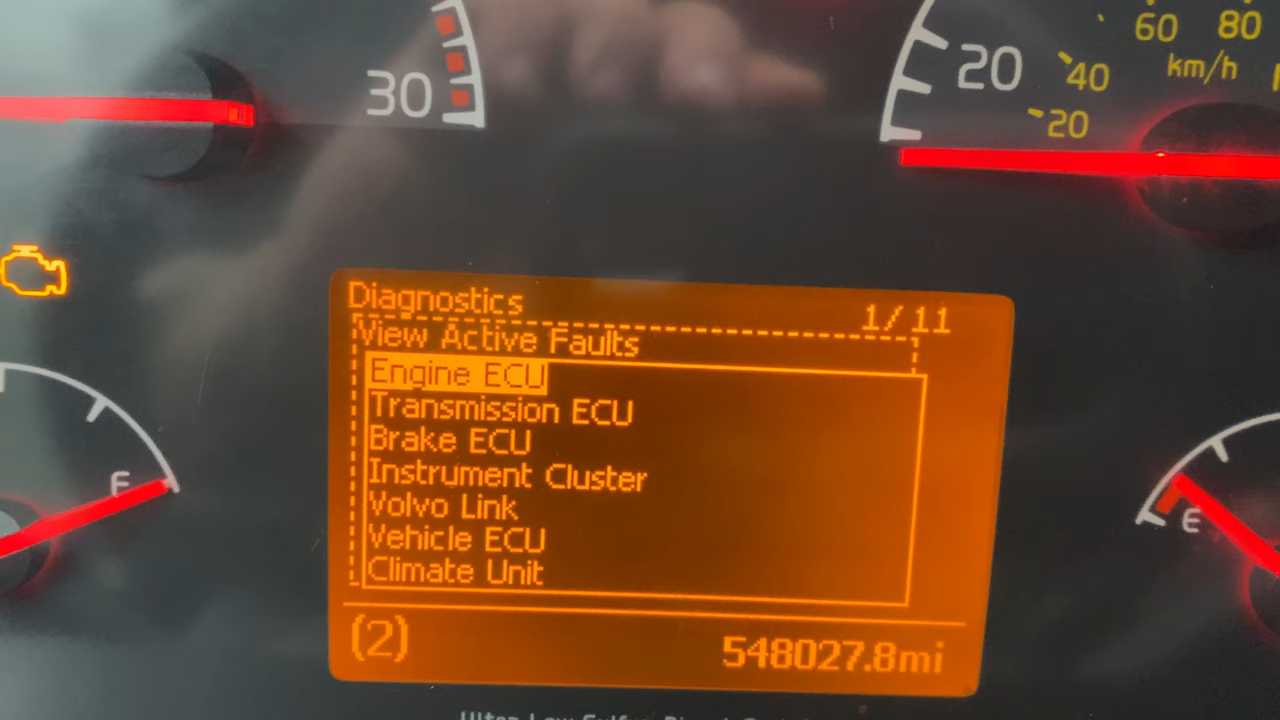 30
20
60
80
km/h
40
20
F
E
Diagnostics 1/11
View Active Faults
Engine ECU
Transmission ECU
Brake ECU
Instrument Cluster
Volvo Link
Vehicle ECU
Climate Unit
(2) 548027.8mi